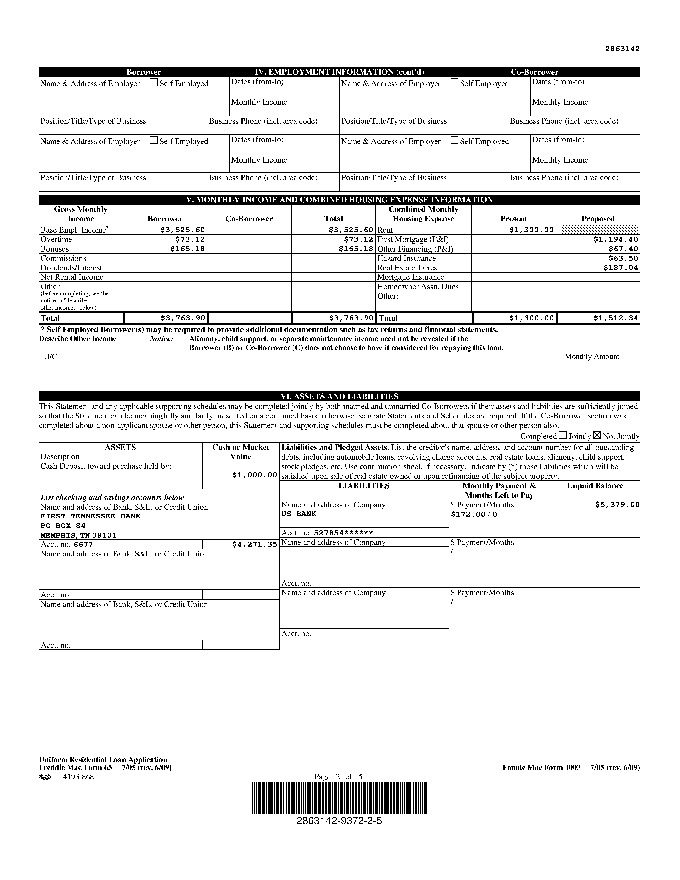 2863142
Borrower IV. EMPLOYMENT INFORMATION (cont'd) Co-Borrower
Name & Address of Employer Self Employed Dates (from-to) Name & Address of Employer Self Employed Dates (from-to)
Monthly Income Monthly Income
Position/Title/Type of Business Business Phone (incl. area code) Position/Title/Type of Business Business Phone (incl. area code)
Name & Address of Employer Self Employed Dates (from-to) Name & Address of Employer Self Employed Dates (from-to)
Monthly Income Monthly Income
Position/Title/Type of Business Business Phone (incl. area code) Position/Title/Type of Business Business Phone (incl. area code)
V. MONTHLY INCOME AND COMBINED HOUSING EXPENSE INFORMATION
Gross Monthly Income Borrower Co-Borrower Total Combined Monthly Housing Expense Present Proposed
Base Empl. Income* $3,525.60 $3,525.60 Rent
Overtime $73.12 $73.12 First Mortgage (P&I) $1,194.40
Bonuses $165.18 $165.18 Other Financing (P&I) $67.40
Commissions Hazard Insurance $63.50
Dividends/Interest Real Estate Taxes $187.04
Net Rental Income Mortgage Insurance
Other Homeowner Assn. Dues
(before completing, see the Other:
notice in "describe
other income," below)
Total $3,763.90 $3,763.90 Total $1,512.34
* Self Employed Borrower(s) may be required to provide additional documentation such as tax returns and financial statements.
Describe Other Income Notice: Alimony, child support, or separate maintenance income need not be revealed if the
Borrower (B) or Co-Borrower (C) does not choose to have it considered for repaying this loan.
B/C Monthly Amount
VI. ASSETS AND LIABILITIES
This Statement and any applicable supporting schedules may be completed jointly by both married and unmarried Co-Borrowers if their assets and liabilities are sufficiently joined
so that the Statement can be meaningfully and fairly presented on a combined basis; otherwise, separate Statements and Schedules are required. If the Co-Borrower section was
completed about a non-applicant spouse or other person, this Statement and supporting schedules must be completed about that spouse or other person also.
Completed Jointly Not Jointly
ASSETS Cash or Market Value
Description
Cash Deposit toward purchase held by: $1,000.00
Liabilities and Pledged Assets. List the creditor's name, address, and account number for all outstanding
debts, including automobile loans, revolving charge accounts, real estate loans, alimony, child support,
stock pledges, etc. Use continuation sheet, if necessary. Indicate by (*) those liabilities which will be
satisfied upon sale of real estate owned or upon refinancing of the subject property.
LIABILITIES Monthly Payment & Months Left to Pay Unpaid Balance
List checking and savings accounts below
Name and address of Bank, S&L, or Credit Union
FIRST TENNESSEE BANK
PO BOX 84
MEMPHIS, TN 38101
Acct. no. 6677 $4,271.35
Name and address of Company $ Payment/Months $5,379.00
US BANK $172.00/0
Acct. no. 527854******
Name and address of Bank, S&L, or Credit Union
Acct. no.
Name and address of Company $ Payment/Months
/
Acct. no.
Name and address of Bank, S&L, or Credit Union
Acct. no.
Name and address of Company $ Payment/Months
/
Acct. no.
Uniform Residential Loan Application
Freddie Mac Form 65 7/05 (rev. 6/09) Fannie Mae Form 1003 7/05 (rev. 6/09)
Page 2 of 5
2863142-9372-2-5